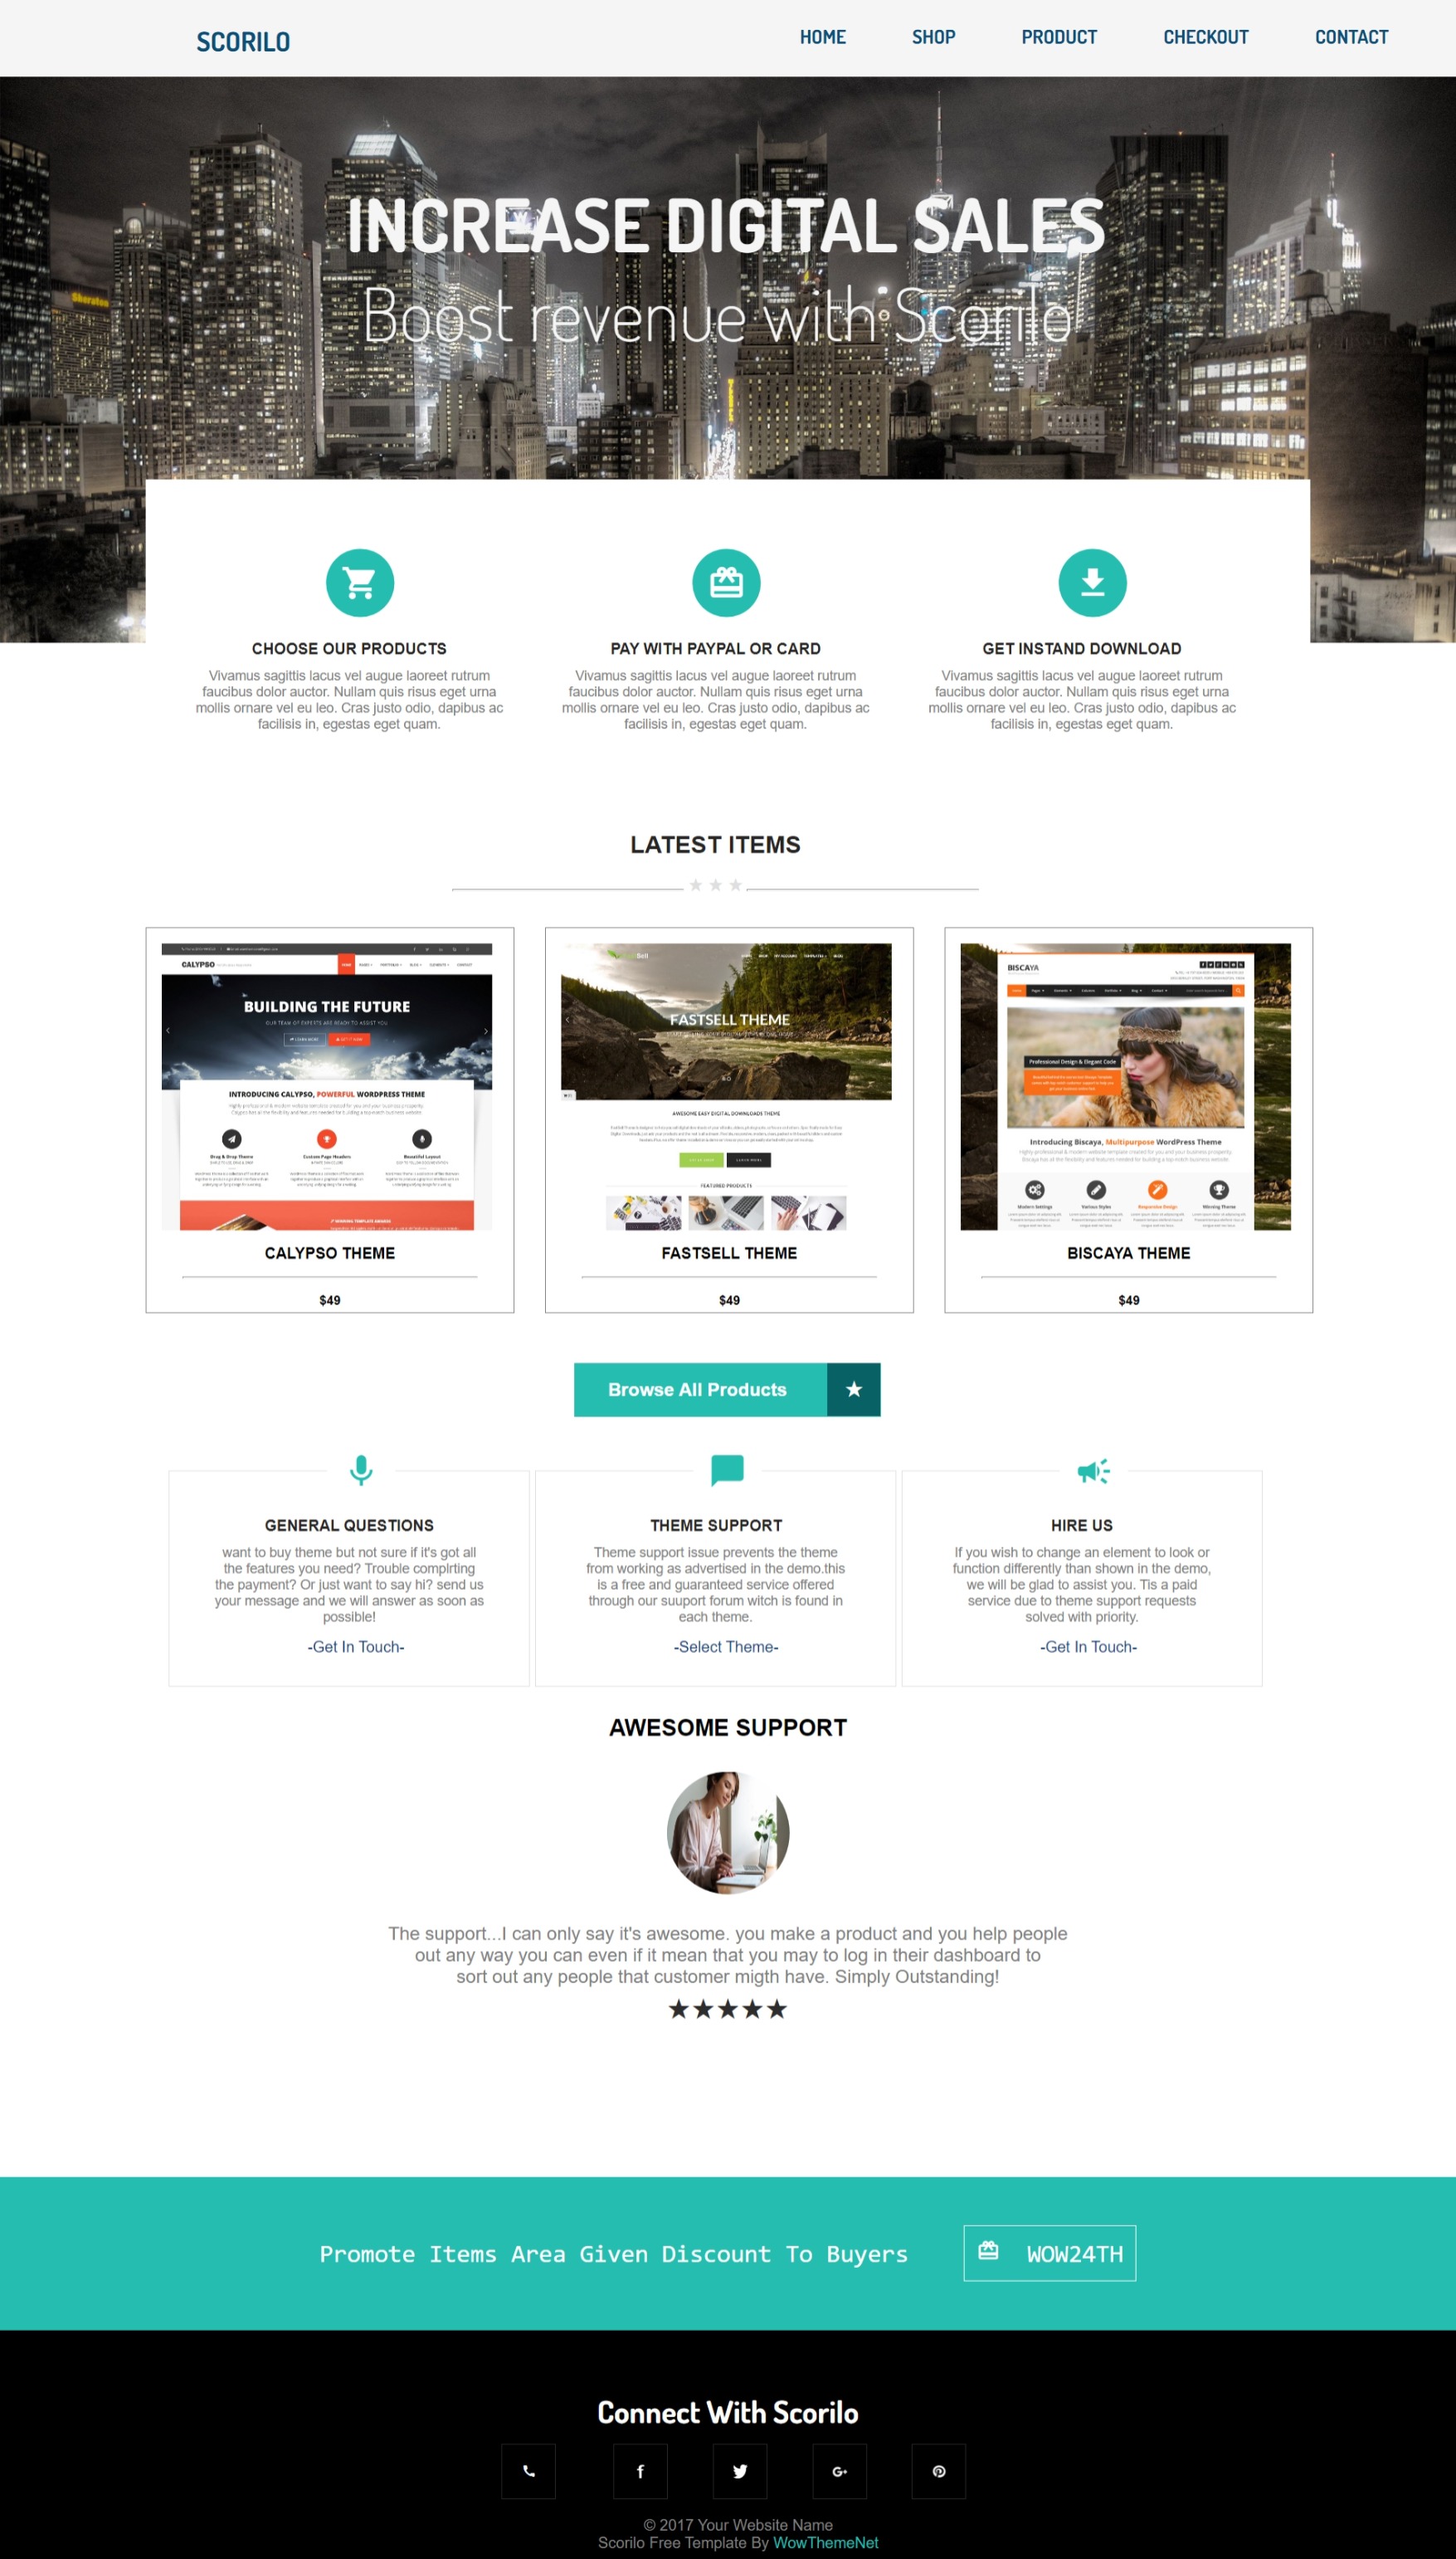 SCORILO
HOME SHOP PRODUCT CHECKOUT CONTACT
Sheraton
INCREASE DIGITAL SALES
Boost revenue with Scorilo
CHOOSE OUR PRODUCTS
Vivamus sagittis lacus vel augue laoreet rutrum
faucibus dolor auctor. Nullam quis risus eget urna
mollis ornare vel eu leo. Cras justo odio, dapibus ac
facilisis in, egestas eget quam.
PAY WITH PAYPAL OR CARD
Vivamus sagittis lacus vel augue laoreet rutrum
faucibus dolor auctor. Nullam quis risus eget urna
mollis ornare vel eu leo. Cras justo odio, dapibus ac
facilisis in, egestas eget quam.
GET INSTAND DOWNLOAD
Vivamus sagittis lacus vel augue laoreet rutrum
faucibus dolor auctor. Nullam quis risus eget urna
mollis ornare vel eu leo. Cras justo odio, dapibus ac
facilisis in, egestas eget quam.
LATEST ITEMS
CALYPSO
BUILDING THE FUTURE
OUR TEAM OF EXPERTS ARE READY TO ASSIST YOU
INTRODUCING CALYPSO, POWERFUL WORDPRESS THEME
Drag & Drop Theme
Custom Page Headers
Beautiful Layout
CALYPSO THEME
$49
FASTSELL THEME
AWESOME EASY DIGITAL DOWNLOADS THEME
FEATURED PRODUCTS
FASTSELL THEME
$49
BISCAYA
Professional Design & Elegant Code
Introducing Biscaya, Multipurpose WordPress Theme
Modern Settings
Various Styles
Responsive Design
Winning Theme
BISCAYA THEME
$49
Browse All Products
GENERAL QUESTIONS
want to buy theme but not sure if it's got all
the features you need? Trouble complrting
the payment? Or just want to say hi? send us
your message and we will answer as soon as
possible!
-Get In Touch-
THEME SUPPORT
Theme support issue prevents the theme
from working as advertised in the demo.this
is a free and guaranteed service offered
through our suuport forum witch is found in
each theme.
-Select Theme-
HIRE US
If you wish to change an element to look or
function differently than shown in the demo,
we will be glad to assist you. Tis a paid
service due to theme support requests
solved with priority.
-Get In Touch-
AWESOME SUPPORT
The support...I can only say it's awesome. you make a product and you help people
out any way you can even if it mean that you may to log in their dashboard to
sort out any people that customer migth have. Simply Outstanding!
Promote Items Area Given Discount To Buyers
WOW24TH
Connect With Scorilo
© 2017 Your Website Name
Scorilo Free Template By WowThemeNet